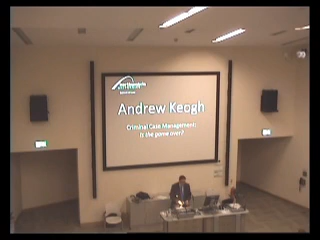 Andrew Keogh
Criminal Case Management:
is the game over?